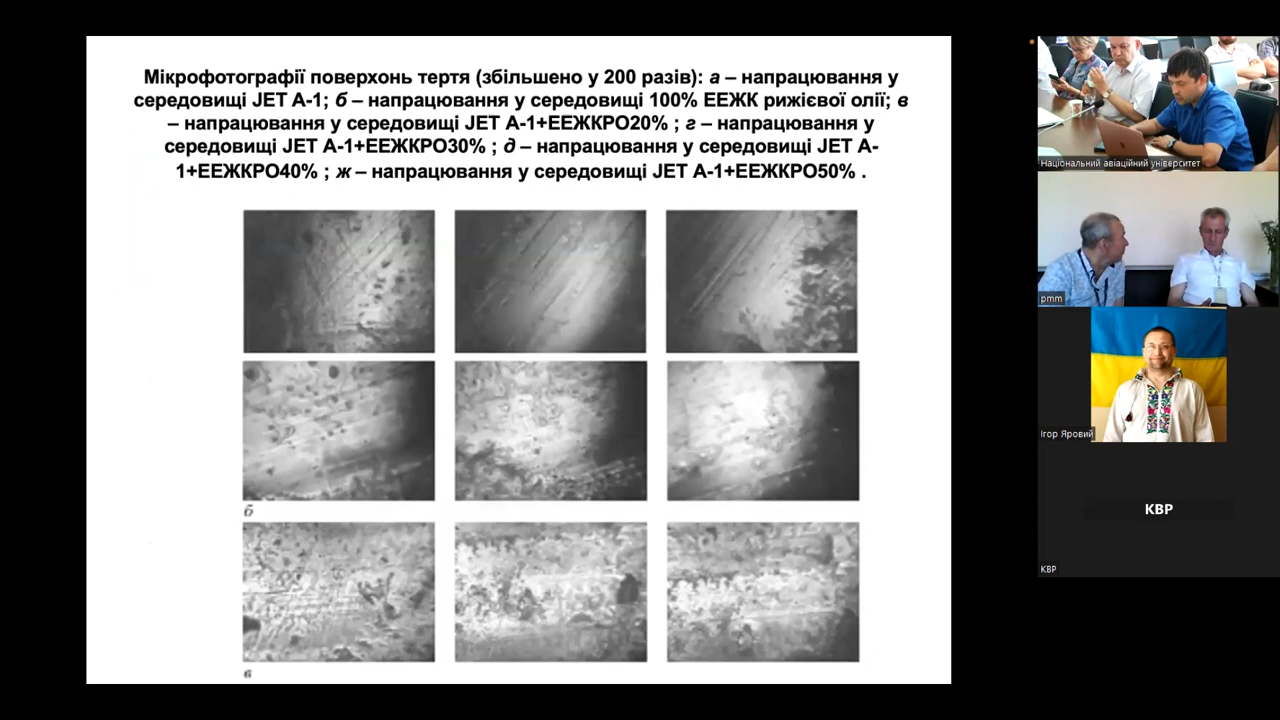 Мікрофотографії поверхонь тертя (збільшено у 200 разів): а – напрацювання у
середовищі JET A-1; б – напрацювання у середовищі 100% ЕЕЖК рижієвої олії; в
– напрацювання у середовищі JET A-1+ЕЕЖКРО20% ; г – напрацювання у
середовищі JET A-1+ЕЕЖКРО30% ; д – напрацювання у середовищі JET A-
1+ЕЕЖКРО40% ; ж – напрацювання у середовищі JET A-1+ЕЕЖКРО50% .
б
в
Національний авіаційний університет
pmm
Ігор Яровий
КВР
КВР